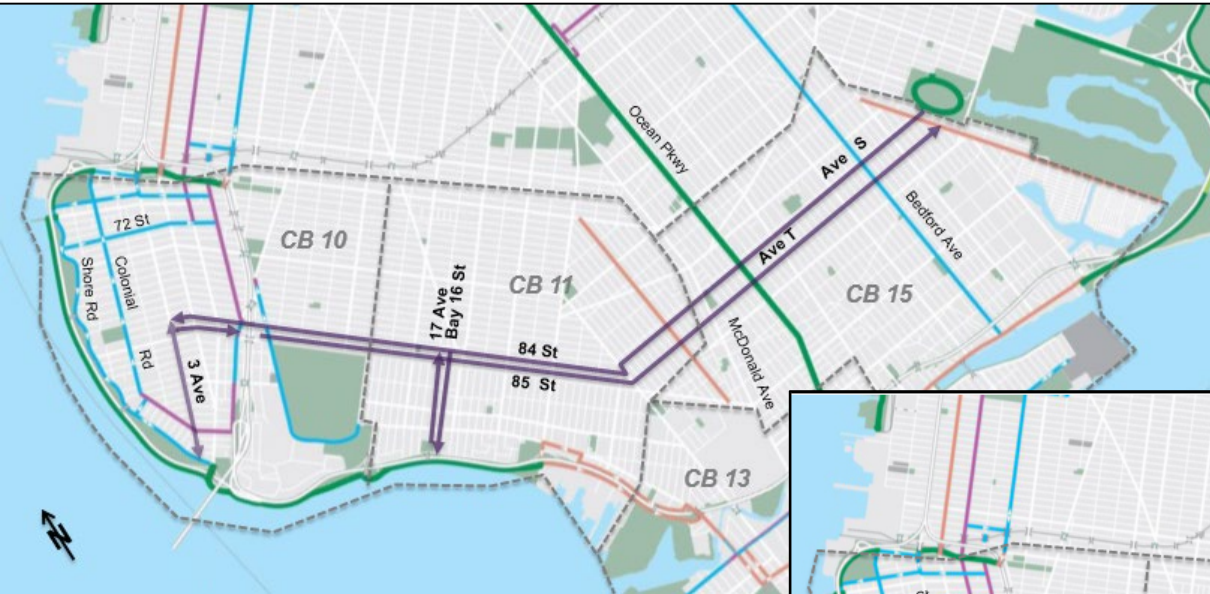 Ocean Pkwy
Ave S
Bedford Ave
72 St
CB 10
Shore Rd
Colonial
Rd
17 Ave
Bay 16 St
CB 11
Ave T
CB 15
3 Ave
84 St
85 St
McDonald Ave
CB 13
N